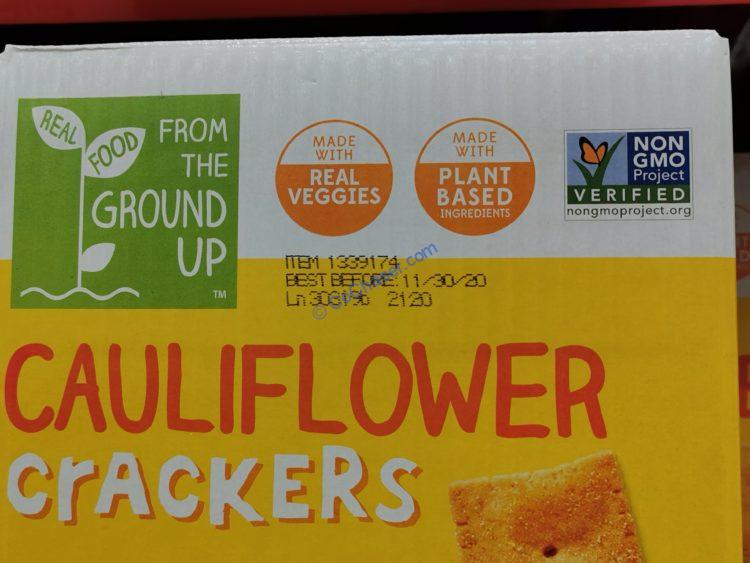 REAL
FOOD
FROM
THE
GROUND
UP
TM
MADE
WITH
REAL
VEGGIES
MADE
WITH
PLANT
BASED
INGREDIENTS
NON
GMO
Project
VERIFIED
nongmoproject.org
ITEM 1339174
BEST BEFORE:11/30/20
2120
CAULIFLOWER
crACKERS